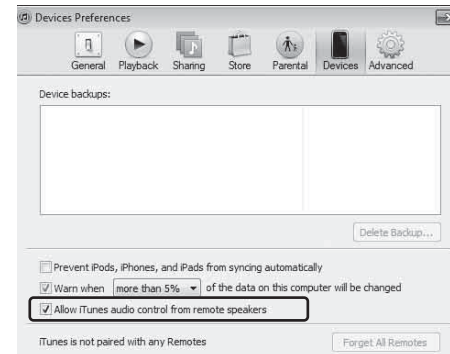 Devices Preferences
General Playback Sharing Store Parental Devices Advanced
Device backups:
Delete Backup...
Prevent iPods, iPhones, and iPads from syncing automatically
Warn when more than 5% of the data on this computer will be changed
Allow iTunes audio control from remote speakers
iTunes is not paired with any Remotes Forget All Remotes